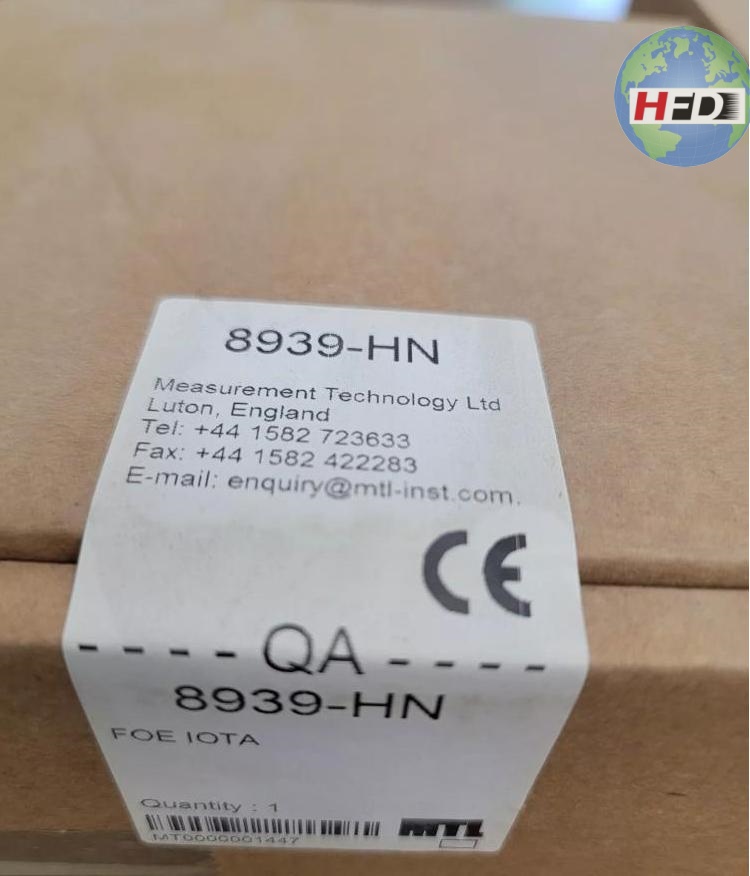 HFD
8939-HN
Measurement Technology Ltd
Luton, England
Tel: +44 1582 723633
Fax: +44 1582 422283
E-mail: enquiry@mtl-inst.com.
CE
- - - - QA - - - -
8939-HN
FOE IOTA
Quantity : 1
MTL
MT0000001447